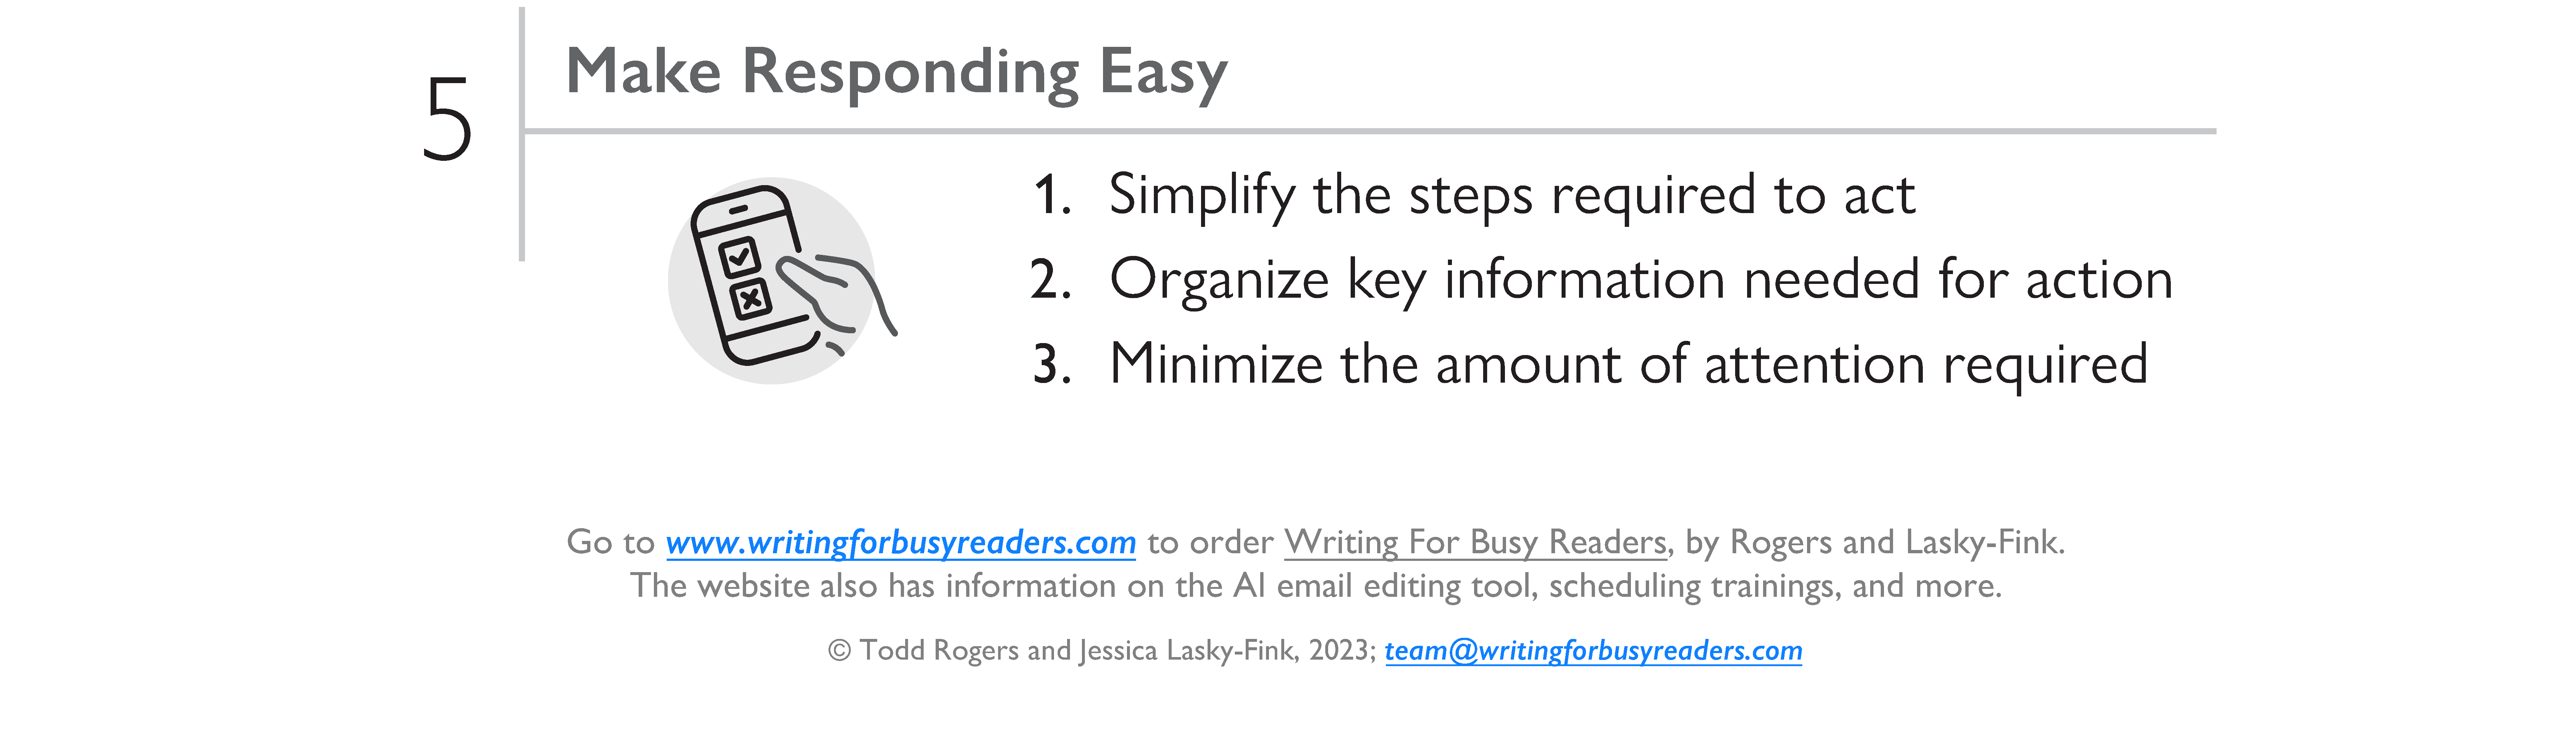 5
Make Responding Easy
1. Simplify the steps required to act
2. Organize key information needed for action
3. Minimize the amount of attention required
Go to www.writingforbusyreaders.com to order Writing For Busy Readers, by Rogers and Lasky-Fink.
The website also has information on the AI email editing tool, scheduling trainings, and more.
© Todd Rogers and Jessica Lasky-Fink, 2023; team@writingforbusyreaders.com